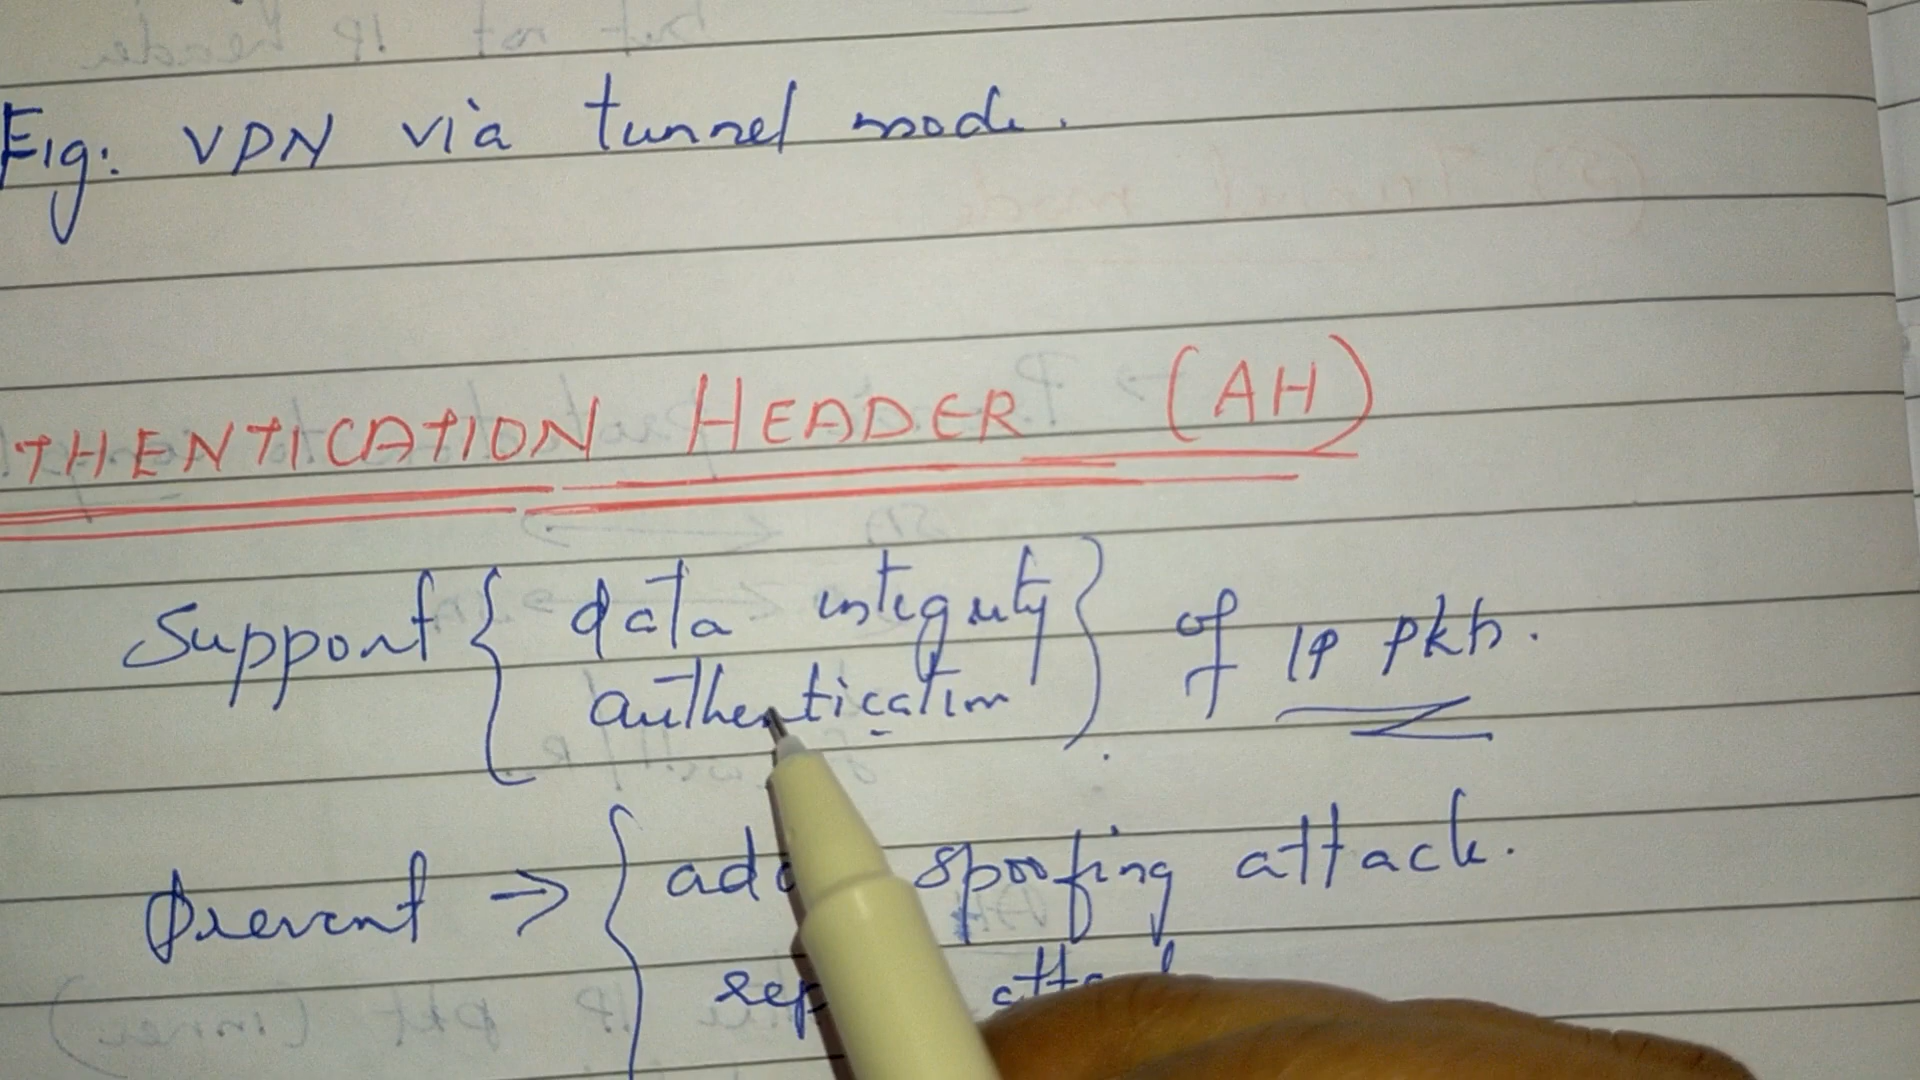 Fig: VPN via tunnel mode.
THENTICATION HEADER (AH)
Support { data integrity } of IP pkts.
authentication
prevent → { add spoofing attack.